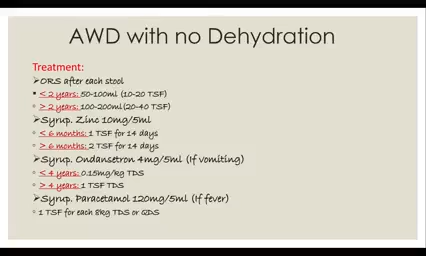 AWD with no Dehydration
Treatment:
➢ORS after each stool
▪ < 2 years: 50-100ml (10-20 TSF)
◦ > 2 years: 100-200ml (20-40 TSF)
➢Syrup. Zinc 10mg/5ml
◦ < 6 months: 1 TSF for 14 days
◦ > 6 months: 2 TSF for 14 days
➢Syrup. Ondansetron 4mg/5ml (If vomiting)
◦ < 4 years: 0.15mg/kg TDS
◦ > 4 years: 1 TSF TDS
➢Syrup. Paracetamol 120mg/5ml (If fever)
◦ 1 TSF for each 8kg TDS or QDS